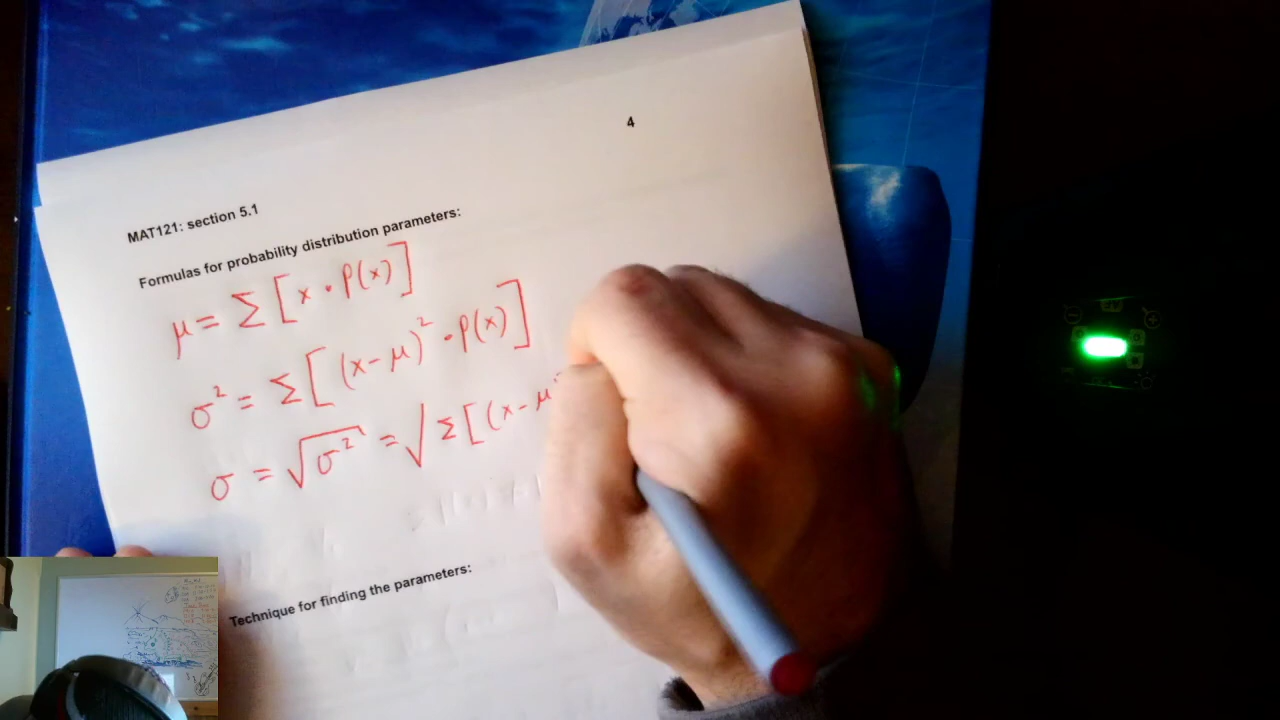 4
MAT121: section 5.1
Formulas for probability distribution parameters:
μ = Σ [x • P(x)]
σ² = Σ [(x - μ)² • P(x)]
σ = √σ² = √Σ [(x - μ
Technique for finding the parameters: